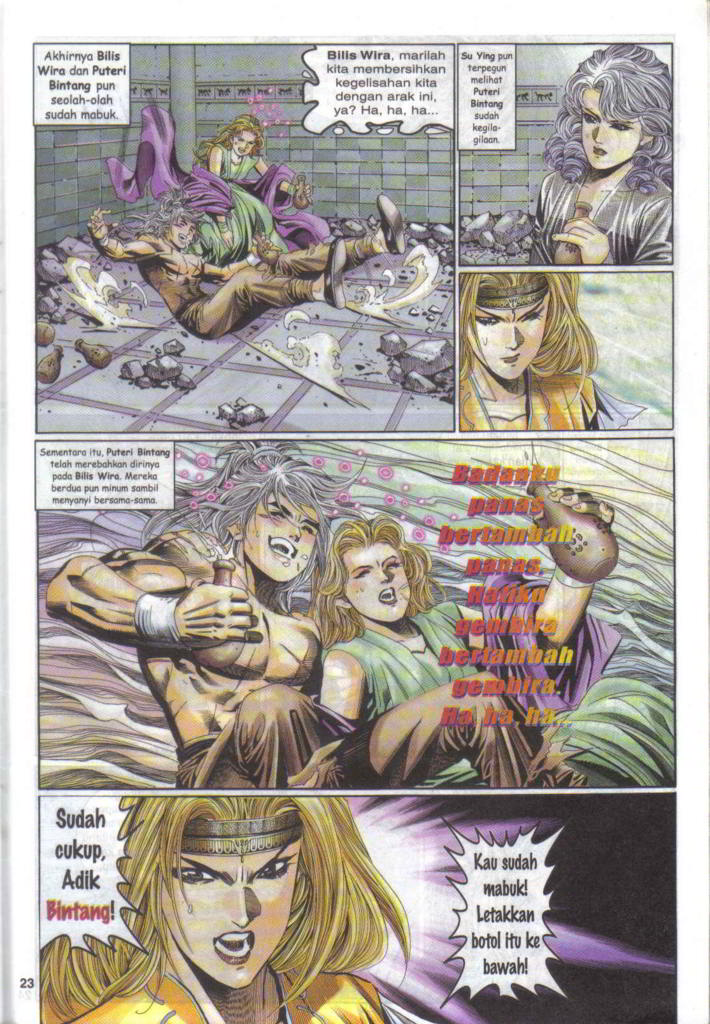 Akhirnya Bilis
Wira dan Puteri
Bintang pun
seolah-olah
sudah mabuk.
Bilis Wira, marilah
kita membersihkan
kegelisahan kita
dengan arak ini,
ya? Ha, ha, ha...
Su Ying pun
terpegun
melihat
Puteri
Bintang
sudah
kegila-
gilaan.
Sementara itu, Puteri Bintang
telah merebahkan dirinya
pada Bilis Wira. Mereka
berdua pun minum sambil
menyanyi bersama-sama.
Badanku
panas
bertambah
panas.
Hatiku
gembira
bertambah
gembira.
Ha ha ha...
Sudah
cukup,
Adik
Bintang!
Kau sudah
mabuk!
Letakkan
botol itu ke
bawah!
23